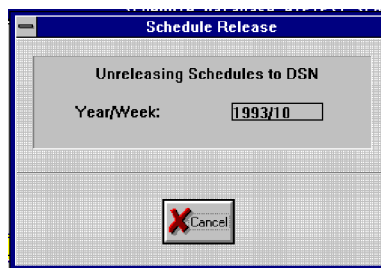 Schedule Release
Unreleasing Schedules to DSN
Year/Week: 1993/10
Cancel